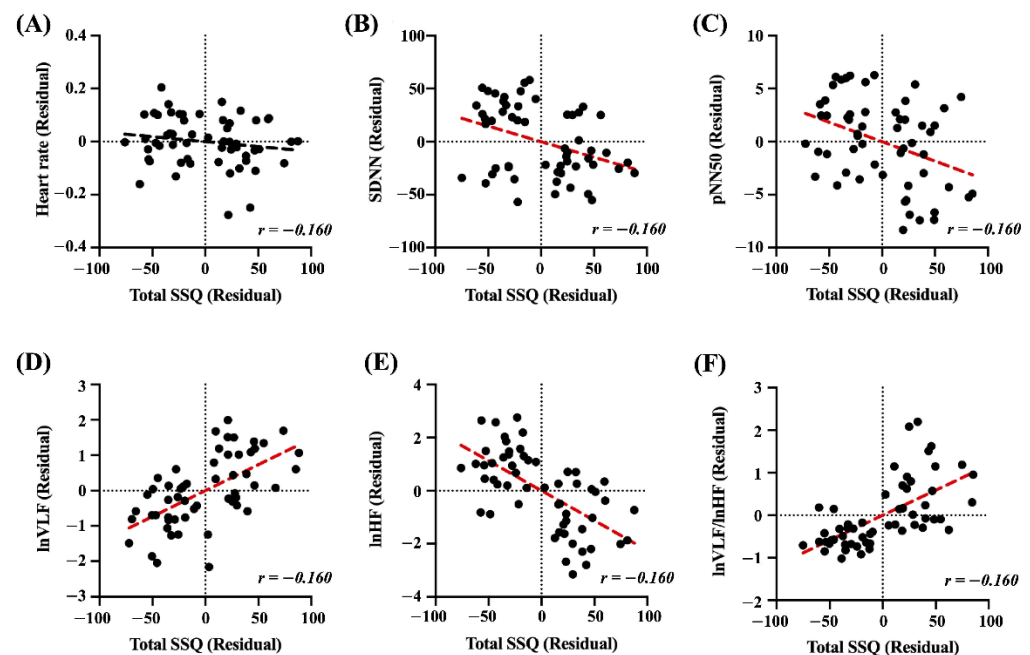 (A)
0.4
0.2
0
−0.2
−0.4
Heart rate (Residual)
r = −0.160
−100 −50 0 50 100
Total SSQ (Residual)
(B)
100
50
0
−50
−100
SDNN (Residual)
r = −0.160
−100 −50 0 50 100
Total SSQ (Residual)
(C)
10
5
0
−5
−10
pNN50 (Residual)
r = −0.160
−100 −50 0 50 100
Total SSQ (Residual)
(D)
3
2
1
0
−1
−2
−3
lnVLF (Residual)
r = −0.160
−100 −50 0 50 100
Total SSQ (Residual)
(E)
4
2
0
−2
−4
lnHF (Residual)
r = −0.160
−100 −50 0 50 100
Total SSQ (Residual)
(F)
3
2
1
0
−1
−2
lnVLF/lnHF (Residual)
r = −0.160
−100 −50 0 50 100
Total SSQ (Residual)